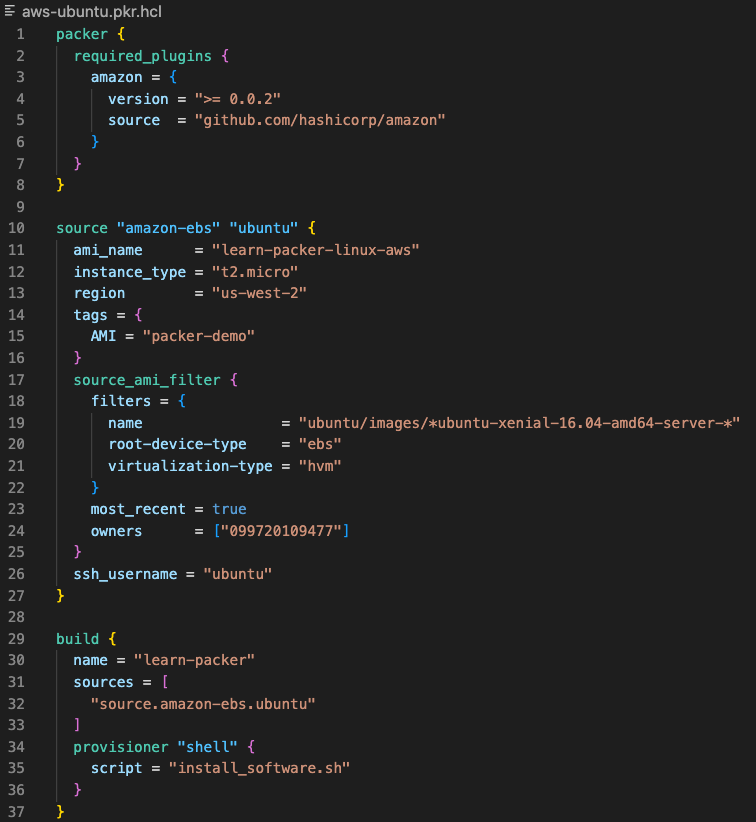 aws-ubuntu.pkr.hcl
1 packer {
2   required_plugins {
3     amazon = {
4       version = ">= 0.0.2"
5       source  = "github.com/hashicorp/amazon"
6     }
7   }
8 }
9
10 source "amazon-ebs" "ubuntu" {
11   ami_name      = "learn-packer-linux-aws"
12   instance_type = "t2.micro"
13   region        = "us-west-2"
14   tags = {
15     AMI = "packer-demo"
16   }
17   source_ami_filter {
18     filters = {
19       name                = "ubuntu/images/*ubuntu-xenial-16.04-amd64-server-*"
20       root-device-type    = "ebs"
21       virtualization-type = "hvm"
22     }
23     most_recent = true
24     owners      = ["099720109477"]
25   }
26   ssh_username = "ubuntu"
27 }
28
29 build {
30   name = "learn-packer"
31   sources = [
32     "source.amazon-ebs.ubuntu"
33   ]
34   provisioner "shell" {
35     script = "install_software.sh"
36   }
37 }